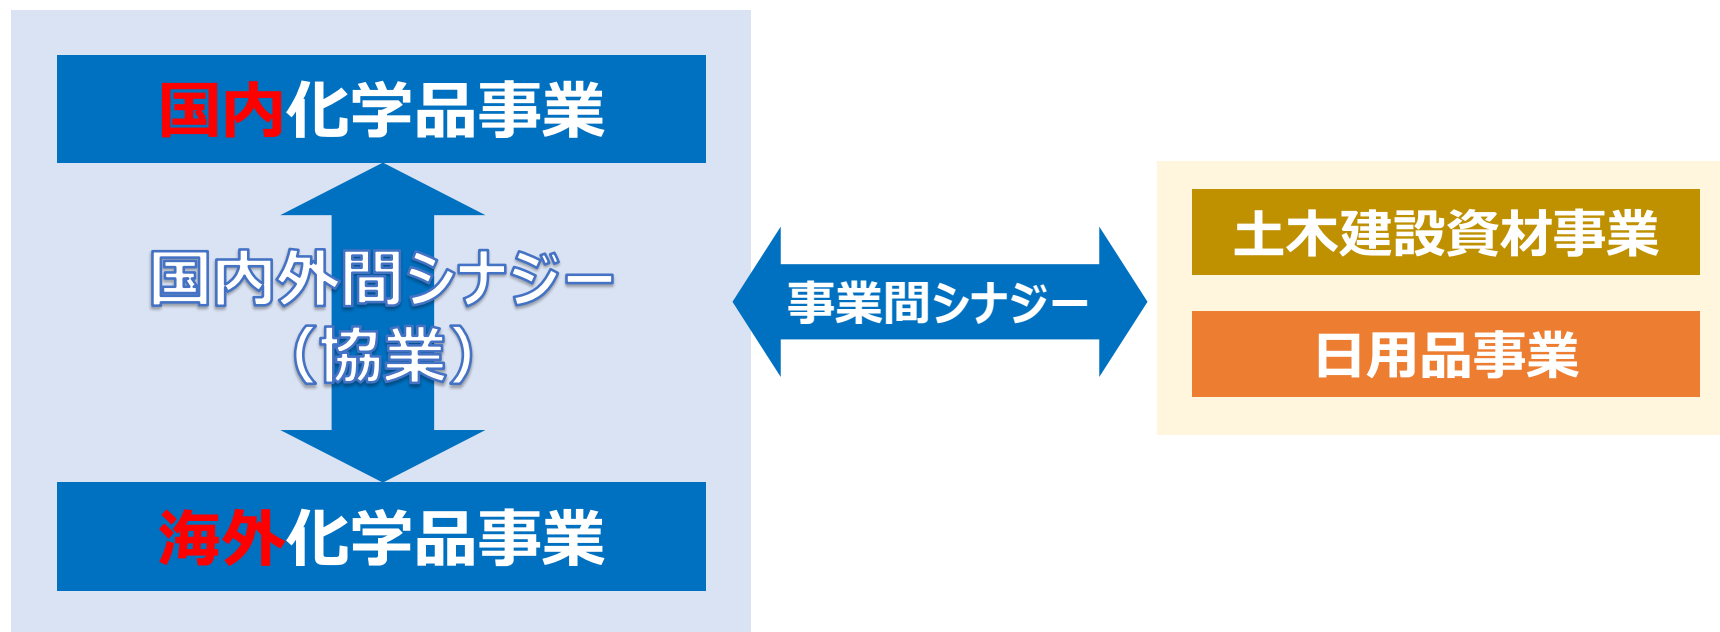 国内化学品事業
国内外間シナジー
（協業）
海外化学品事業
事業間シナジー
土木建設資材事業
日用品事業